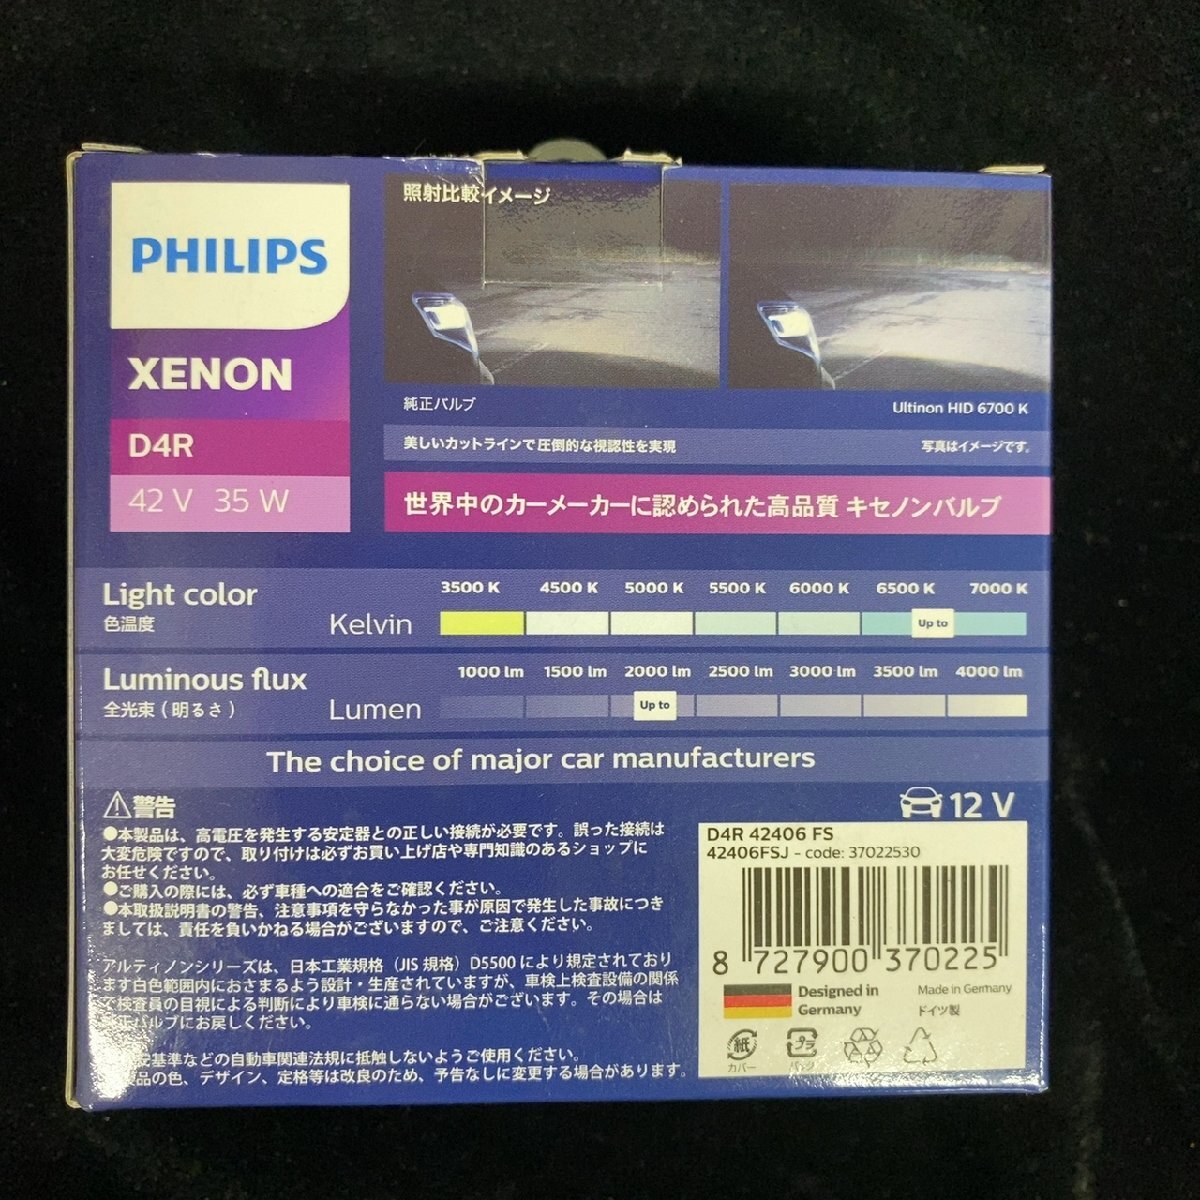 PHILIPS
XENON
D4R
42 V 35 W
照射比較イメージ
純正バルブ
Ultinon HID 6700 K
美しいカットラインで圧倒的な視認性を実現
写真はイメージです。
世界中のカーメーカーに認められた高品質 キセノンバルブ
Light color
色温度
Kelvin
3500 K 4500 K 5000 K 5500 K 6000 K 6500 K 7000 K
Up to
Luminous flux
全光束 (明るさ)
Lumen
1000 lm 1500 lm 2000 lm 2500 lm 3000 lm 3500 lm 4000 lm
Up to
The choice of major car manufacturers
警告
●本製品は、高電圧を発生する安定器との正しい接続が必要です。誤った接続は
大変危険ですので、取り付けは必ずお買い上げ店や専門知識のあるショップに
お任せください。
●ご購入の際には、必ず車種への適合をご確認ください。
●本取扱説明書の警告、注意事項を守らなかった事が原因で発生した事故につき
ましては、責任を負いかねる場合がございますので、ご注意ください。
アルティノンシリーズは、日本工業規格（JIS 規格）D5500 により規定されており
ます白色範囲内におさまるよう設計・生産されていますが、車検上検査設備の関係
で検査員の目視による判断により車検に通らない場合がございます。その場合は
正バルブにお戻しください。
基準などの自動車関連法規に抵触しないようご使用ください。
品の色、デザイン、定格等は改良のため、予告なしに変更する場合があります。
12 V
D4R 42406 FS
42406FSJ - code: 37022530
8 727900 370225
Designed in
Germany
Made in Germany
ドイツ製
紙
カバー
プラ